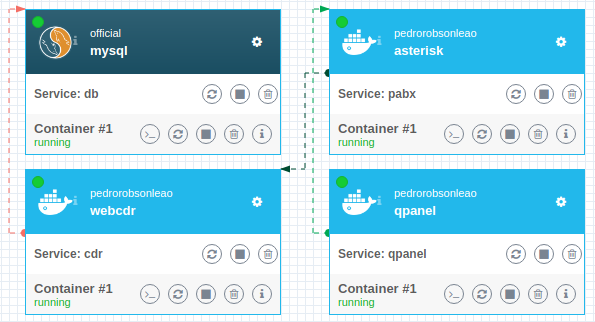 official
mysql
Service: db
Container #1
running
pedrorobsonleao
asterisk
Service: pabx
Container #1
running
pedrorobsonleao
webcdr
Service: cdr
Container #1
running
pedrorobsonleao
qpanel
Service: qpanel
Container #1
running